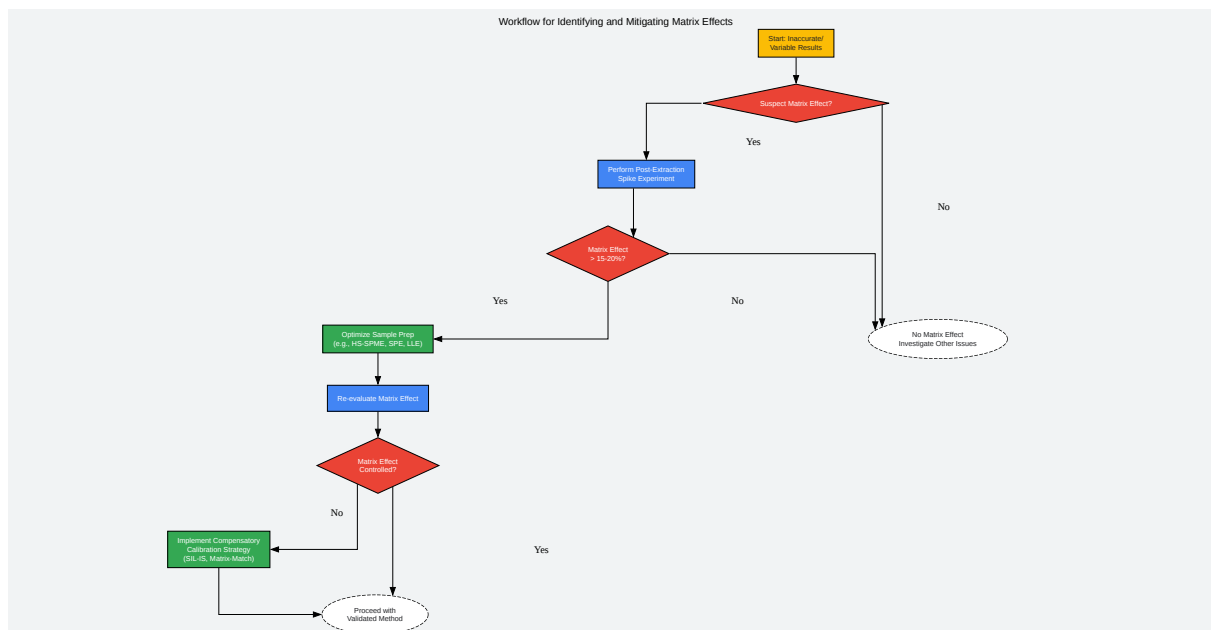 Workflow for Identifying and Mitigating Matrix Effects
Start: Inaccurate/
Variable Results
Suspect Matrix Effect?
Yes
Perform Post-Extraction
Spike Experiment
No
Matrix Effect
> 15-20%?
Yes
No
Optimize Sample Prep
(e.g., HS-SPME, SPE, LLE)
No Matrix Effect
Investigate Other Issues
Re-evaluate Matrix Effect
Matrix Effect
Controlled?
No
Implement Compensatory
Calibration Strategy
(SIL-IS, Matrix-Match)
Yes
Proceed with
Validated Method